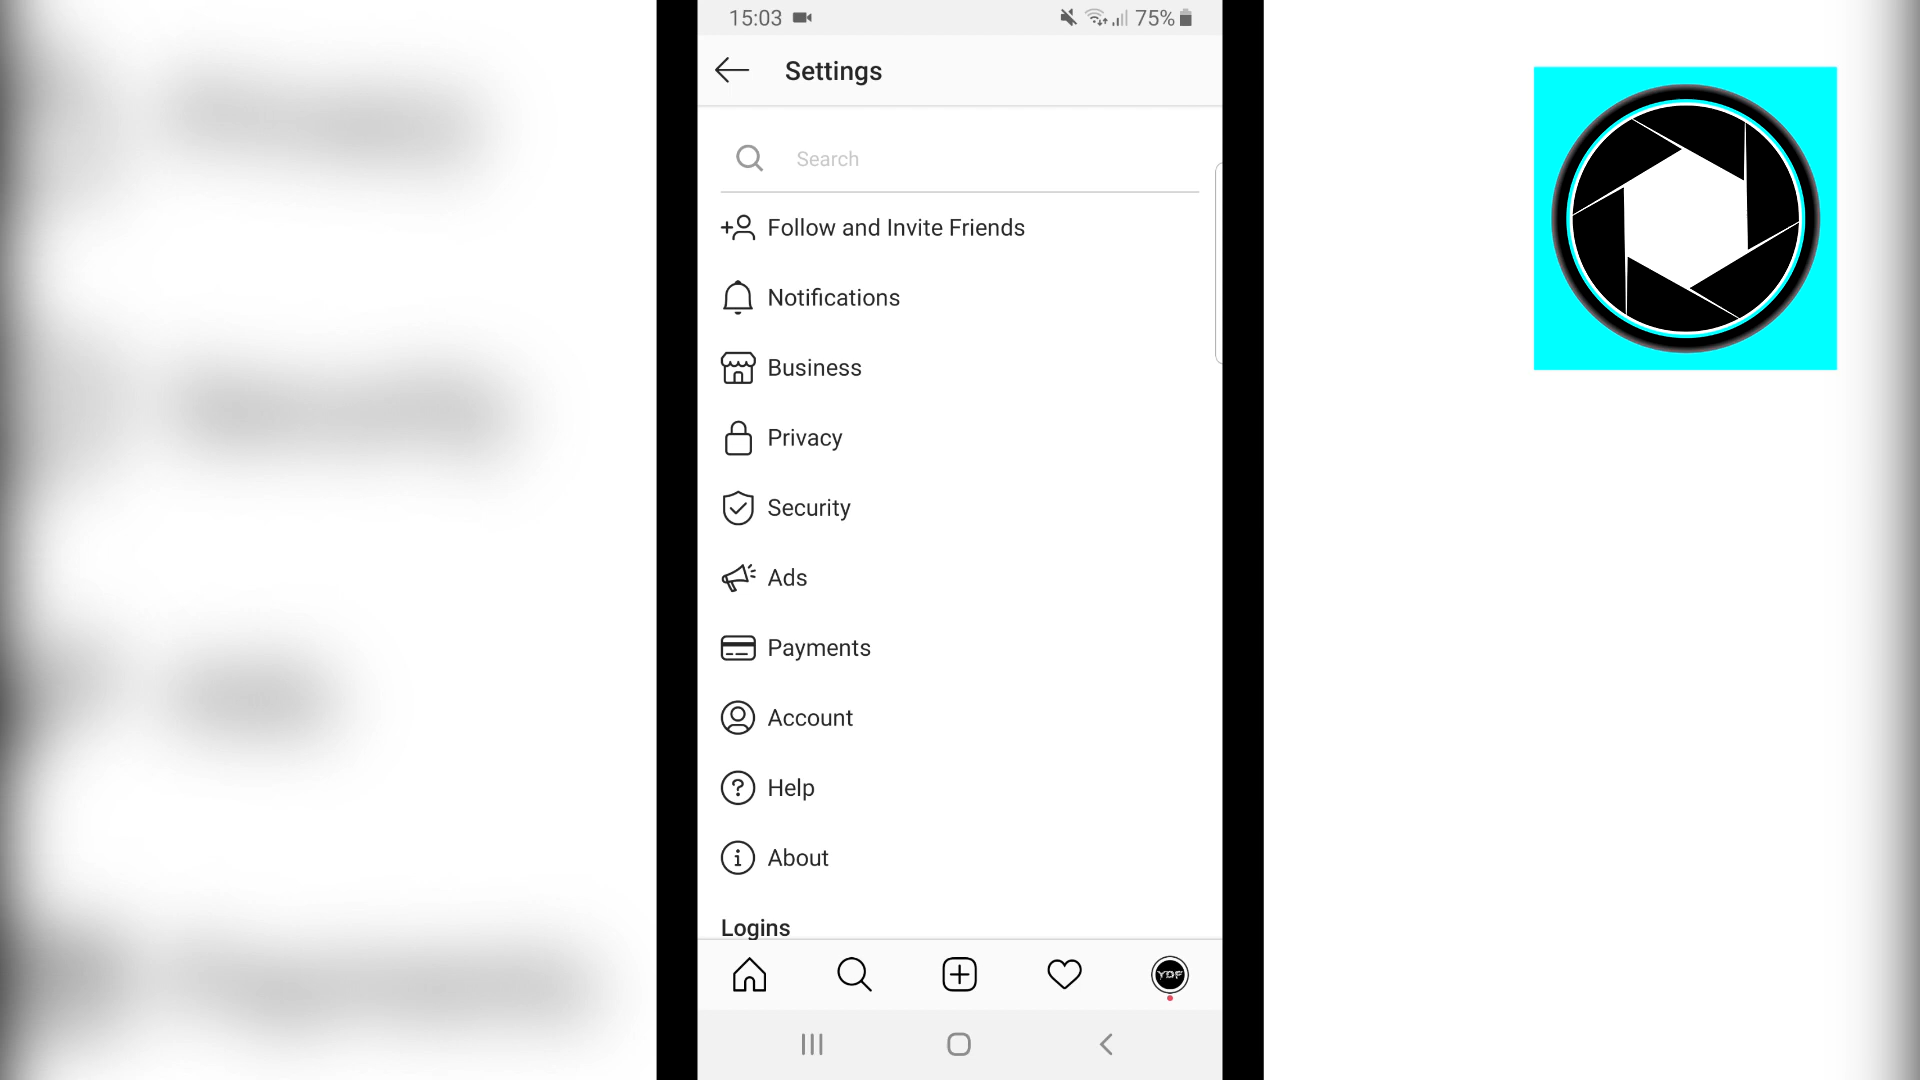 15:03
75%
Settings
Search
Follow and Invite Friends
Notifications
Business
Privacy
Security
Ads
Payments
Account
Help
About
Logins
YDF